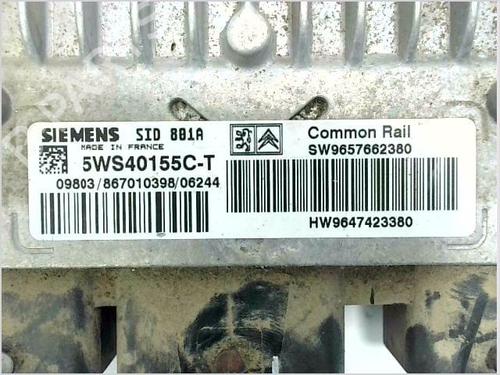 SIEMENS SID 801A
MADE IN FRANCE
5WS40155C-T
09803/867010398/06244
Common Rail
SW9657662380
HW9647423380